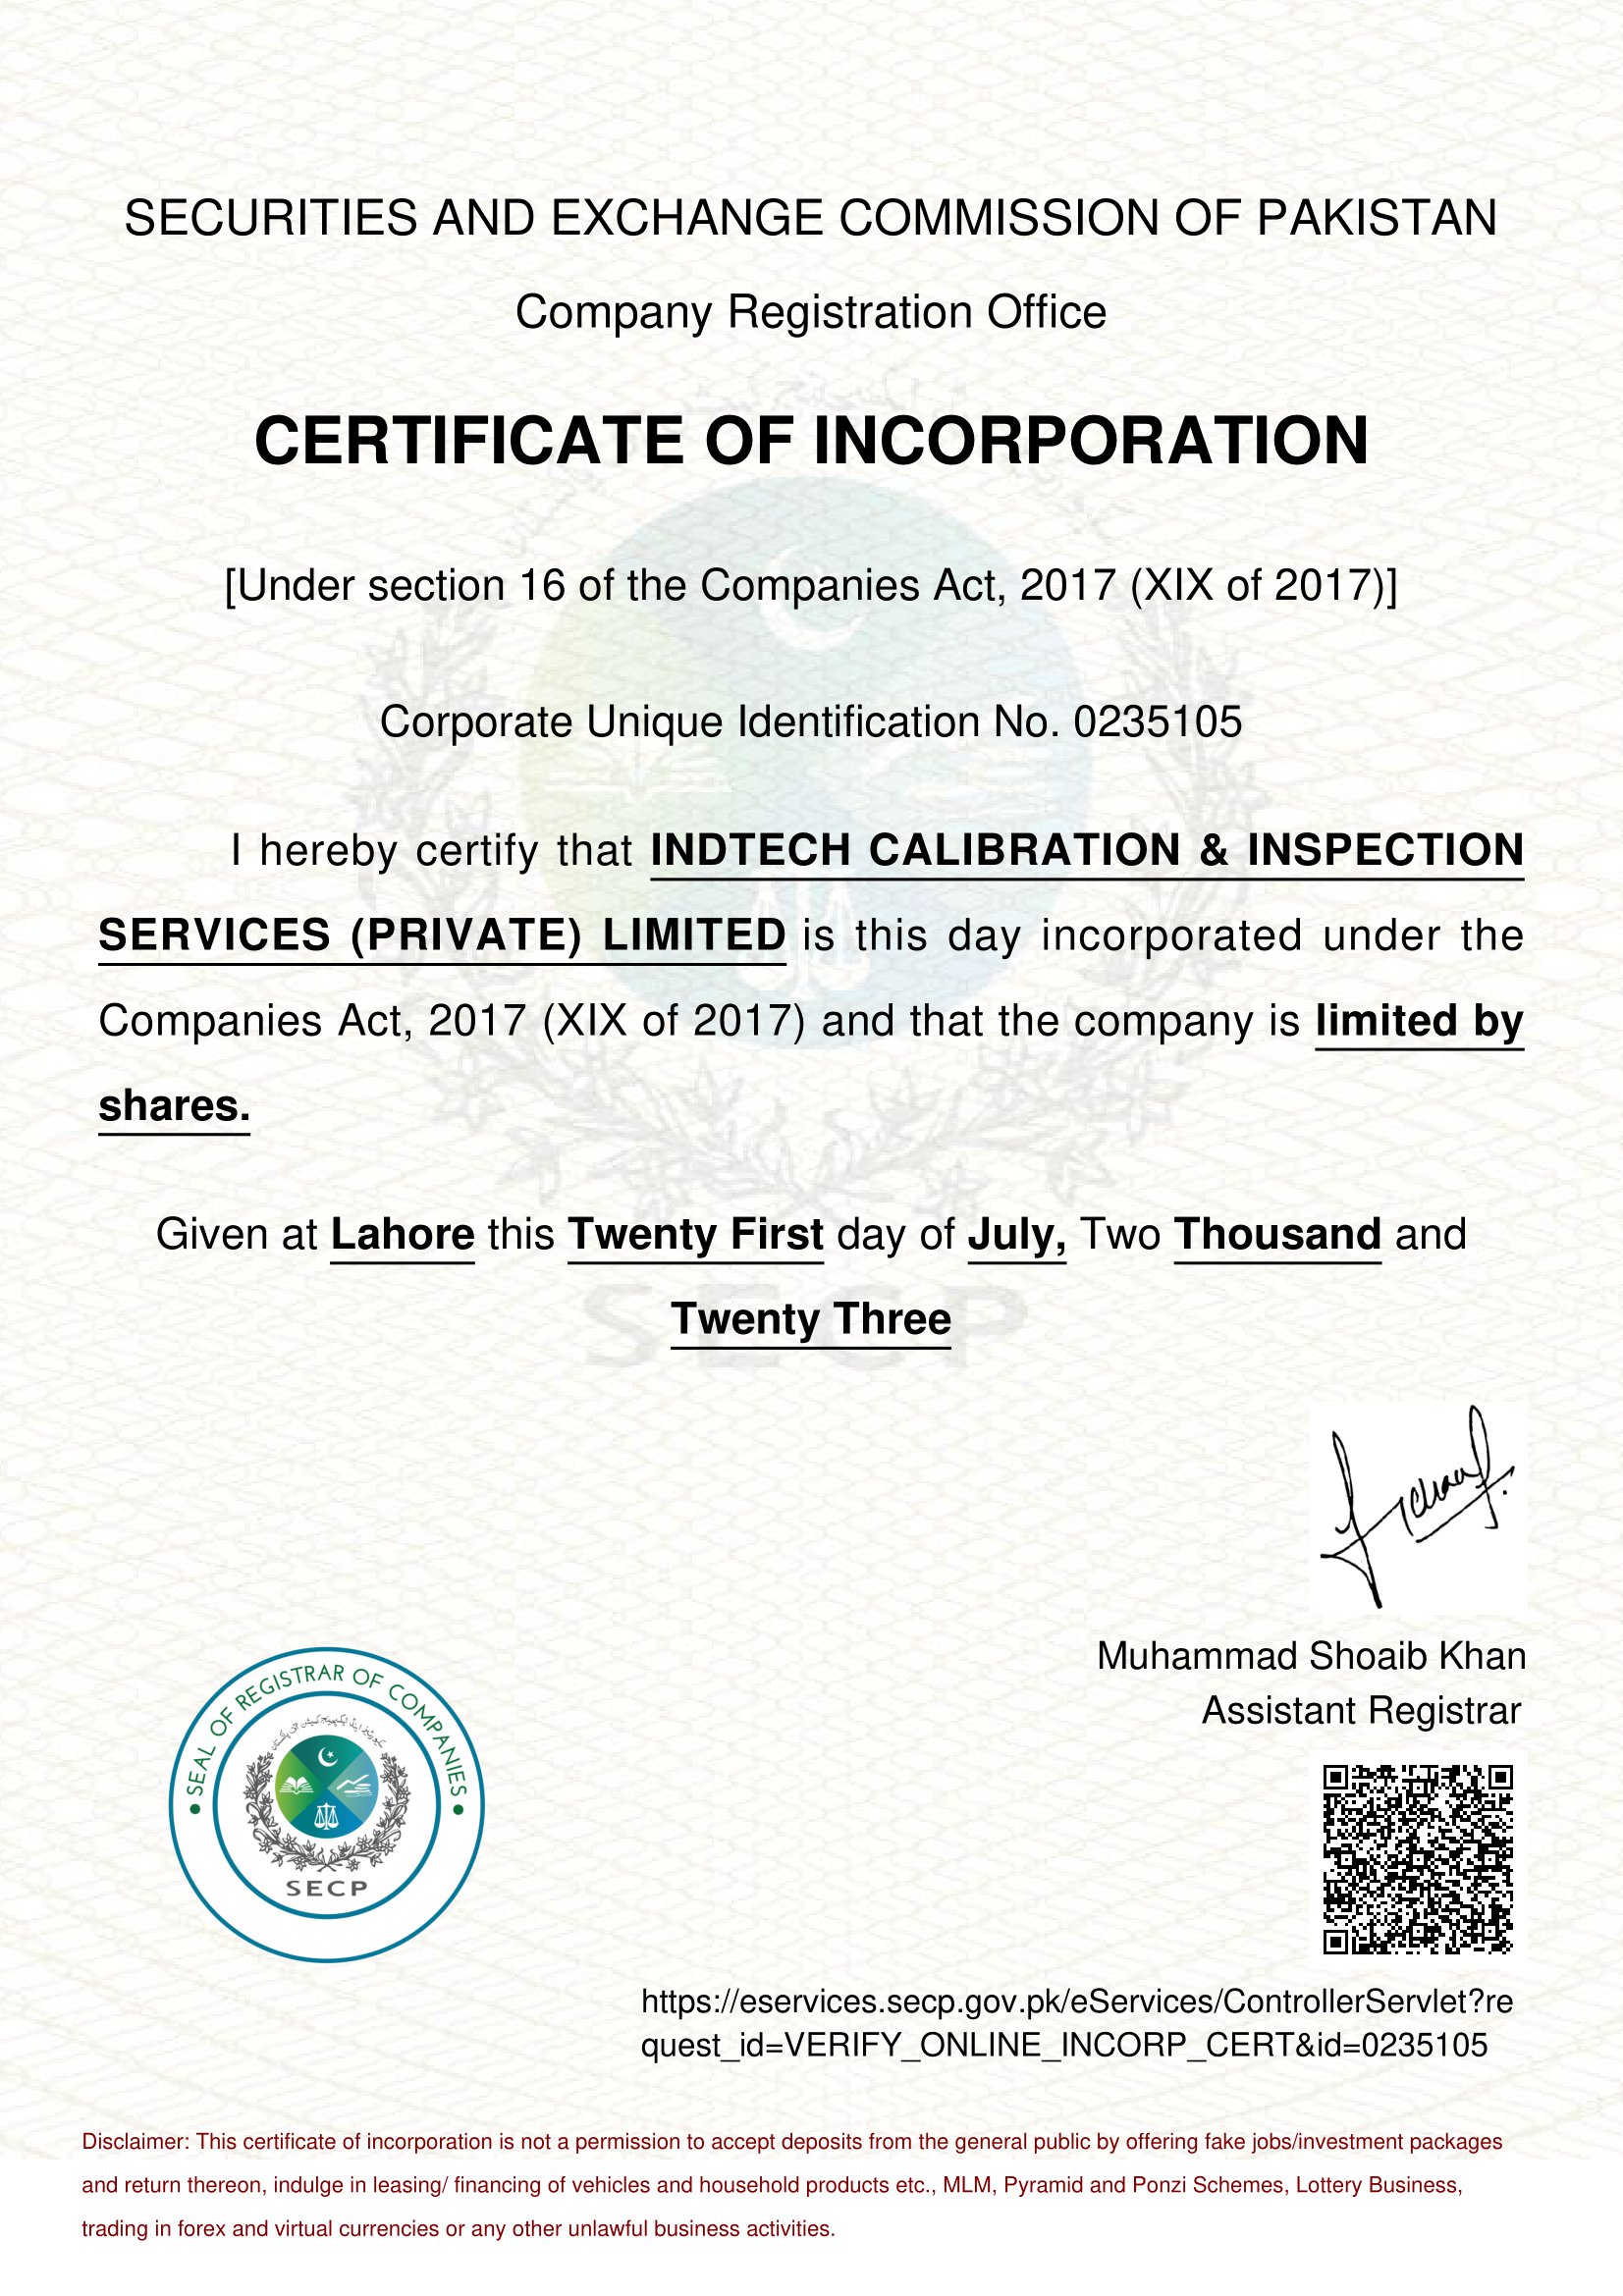 SECURITIES AND EXCHANGE COMMISSION OF PAKISTAN
Company Registration Office
CERTIFICATE OF INCORPORATION
[Under section 16 of the Companies Act, 2017 (XIX of 2017)]
Corporate Unique Identification No. 0235105
I hereby certify that INDTECH CALIBRATION & INSPECTION
SERVICES (PRIVATE) LIMITED is this day incorporated under the
Companies Act, 2017 (XIX of 2017) and that the company is limited by
shares.
Given at Lahore this Twenty First day of July, Two Thousand and
Twenty Three
SECP
Muhammad Shoaib Khan
Assistant Registrar
SEAL OF REGISTRAR OF COMPANIES
SECP
https://eservices.secp.gov.pk/eServices/ControllerServlet?re
quest_id=VERIFY_ONLINE_INCORP_CERT&id=0235105
Disclaimer: This certificate of incorporation is not a permission to accept deposits from the general public by offering fake jobs/investment packages
and return thereon, indulge in leasing/ financing of vehicles and household products etc., MLM, Pyramid and Ponzi Schemes, Lottery Business,
trading in forex and virtual currencies or any other unlawful business activities.